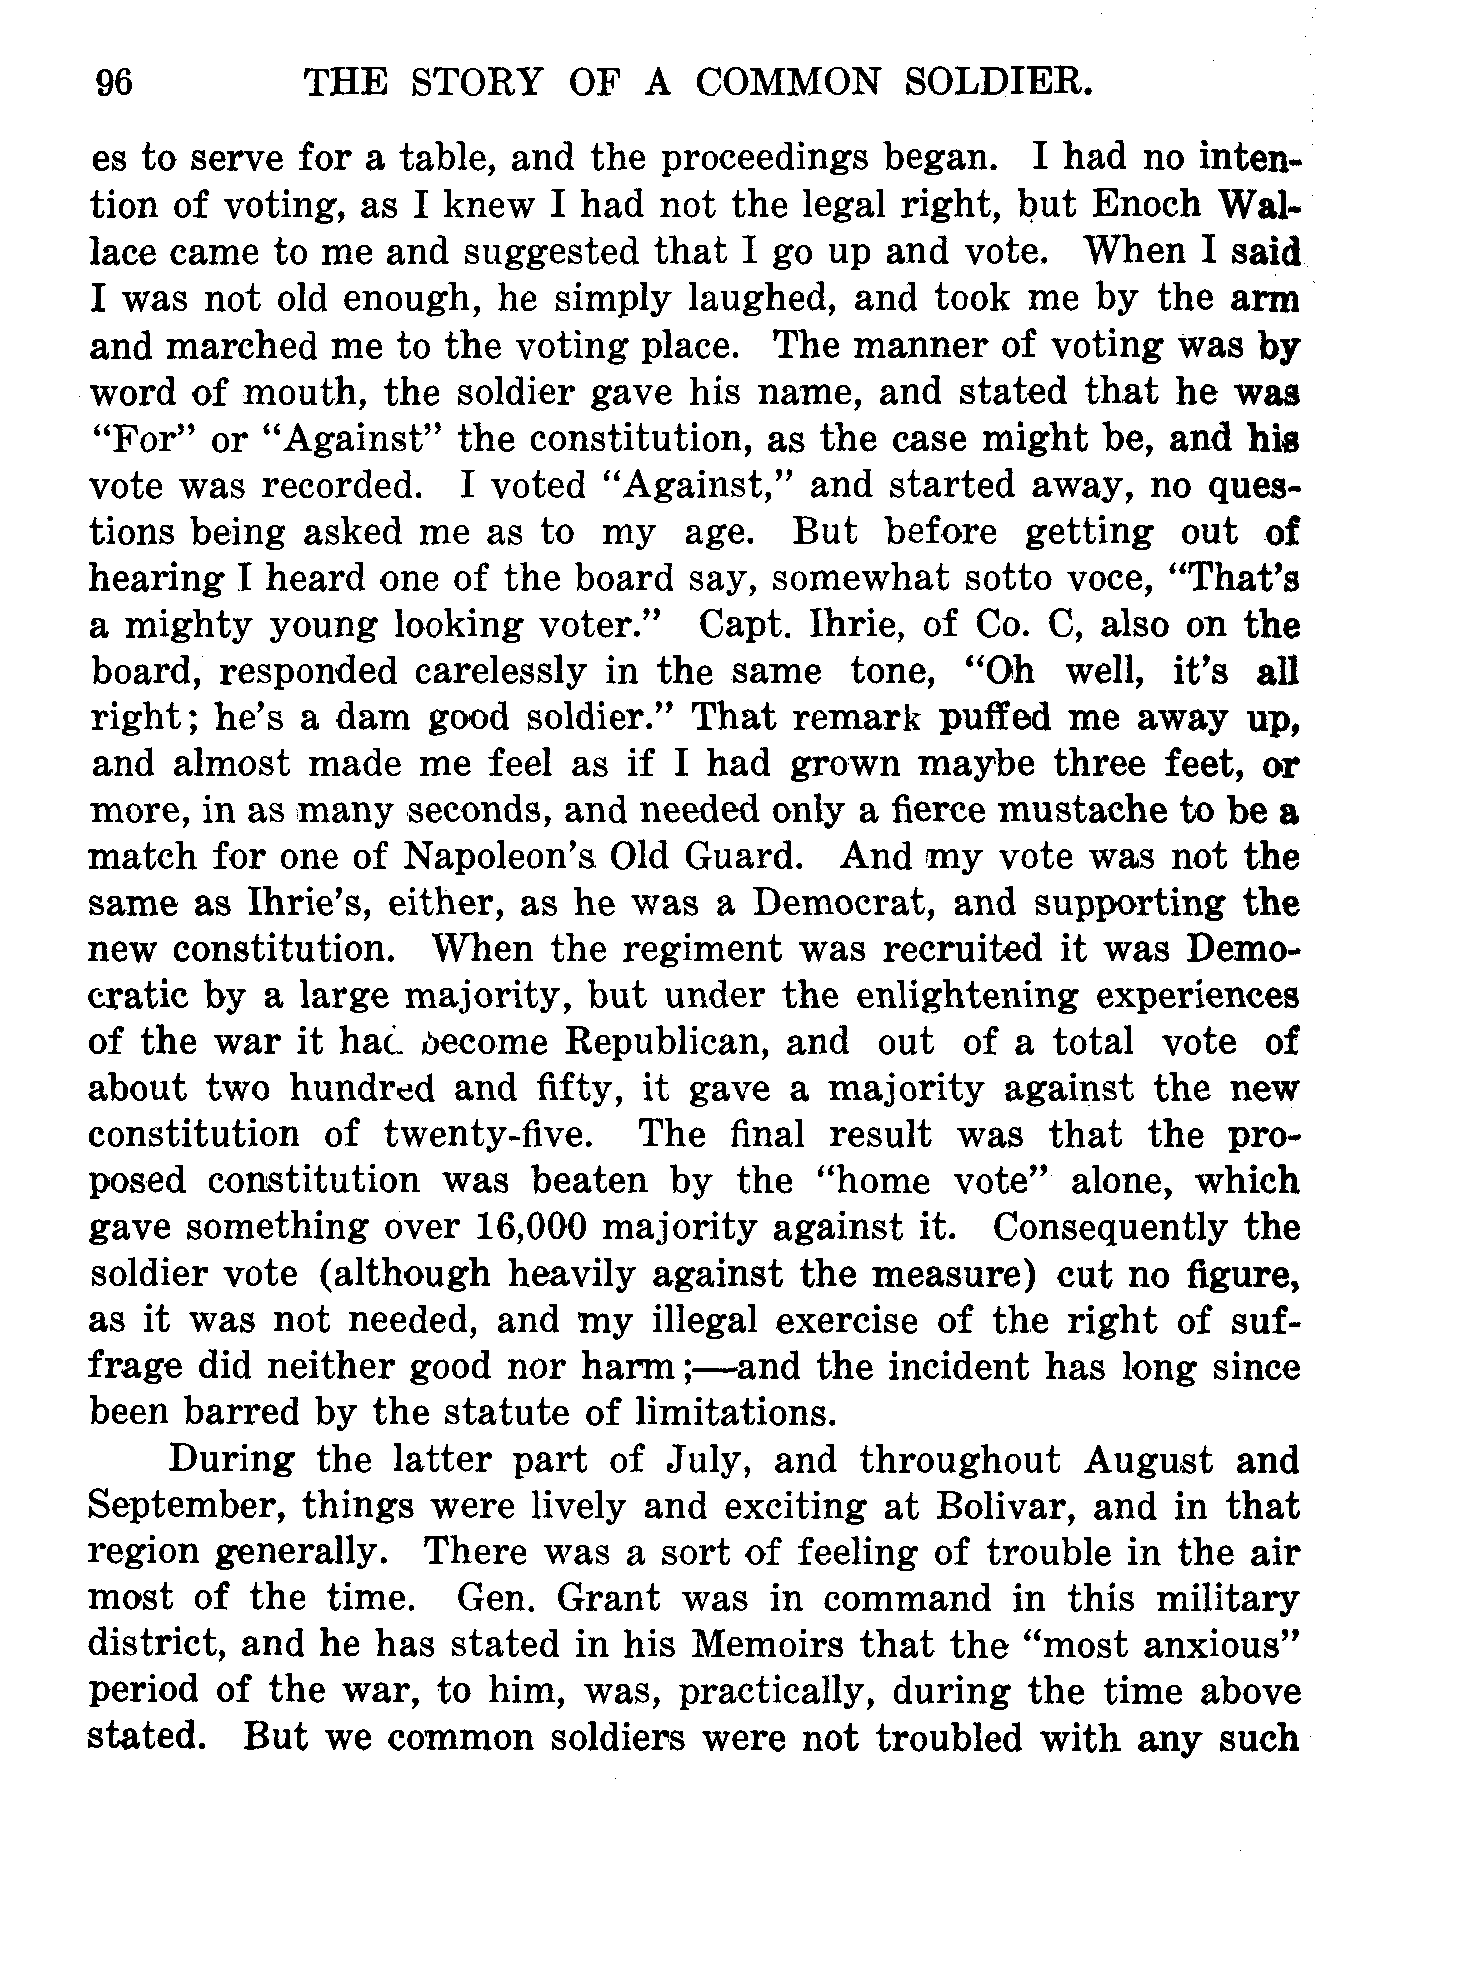 96 THE STORY OF A COMMON SOLDIER.
es to serve for a table, and the proceedings began. I had no inten-
tion of voting, as I knew I had not the legal right, but Enoch Wal-
lace came to me and suggested that I go up and vote. When I said
I was not old enough, he simply laughed, and took me by the arm
and marched me to the voting place. The manner of voting was by
word of mouth, the soldier gave his name, and stated that he was
“For” or “Against” the constitution, as the case might be, and his
vote was recorded. I voted “Against,” and started away, no ques-
tions being asked me as to my age. But before getting out of
hearing I heard one of the board say, somewhat sotto voce, “That’s
a mighty young looking voter.” Capt. Ihrie, of Co. C, also on the
board, responded carelessly in the same tone, “Oh well, it’s all
right; he’s a dam good soldier.” That remark puffed me away up,
and almost made me feel as if I had grown maybe three feet, or
more, in as many seconds, and needed only a fierce mustache to be a
match for one of Napoleon’s Old Guard. And my vote was not the
same as Ihrie’s, either, as he was a Democrat, and supporting the
new constitution. When the regiment was recruited it was Demo-
cratic by a large majority, but under the enlightening experiences
of the war it had become Republican, and out of a total vote of
about two hundred and fifty, it gave a majority against the new
constitution of twenty-five. The final result was that the pro-
posed constitution was beaten by the “home vote” alone, which
gave something over 16,000 majority against it. Consequently the
soldier vote (although heavily against the measure) cut no figure,
as it was not needed, and my illegal exercise of the right of suf-
frage did neither good nor harm;—and the incident has long since
been barred by the statute of limitations.
During the latter part of July, and throughout August and
September, things were lively and exciting at Bolivar, and in that
region generally. There was a sort of feeling of trouble in the air
most of the time. Gen. Grant was in command in this military
district, and he has stated in his Memoirs that the “most anxious”
period of the war, to him, was, practically, during the time above
stated. But we common soldiers were not troubled with any such